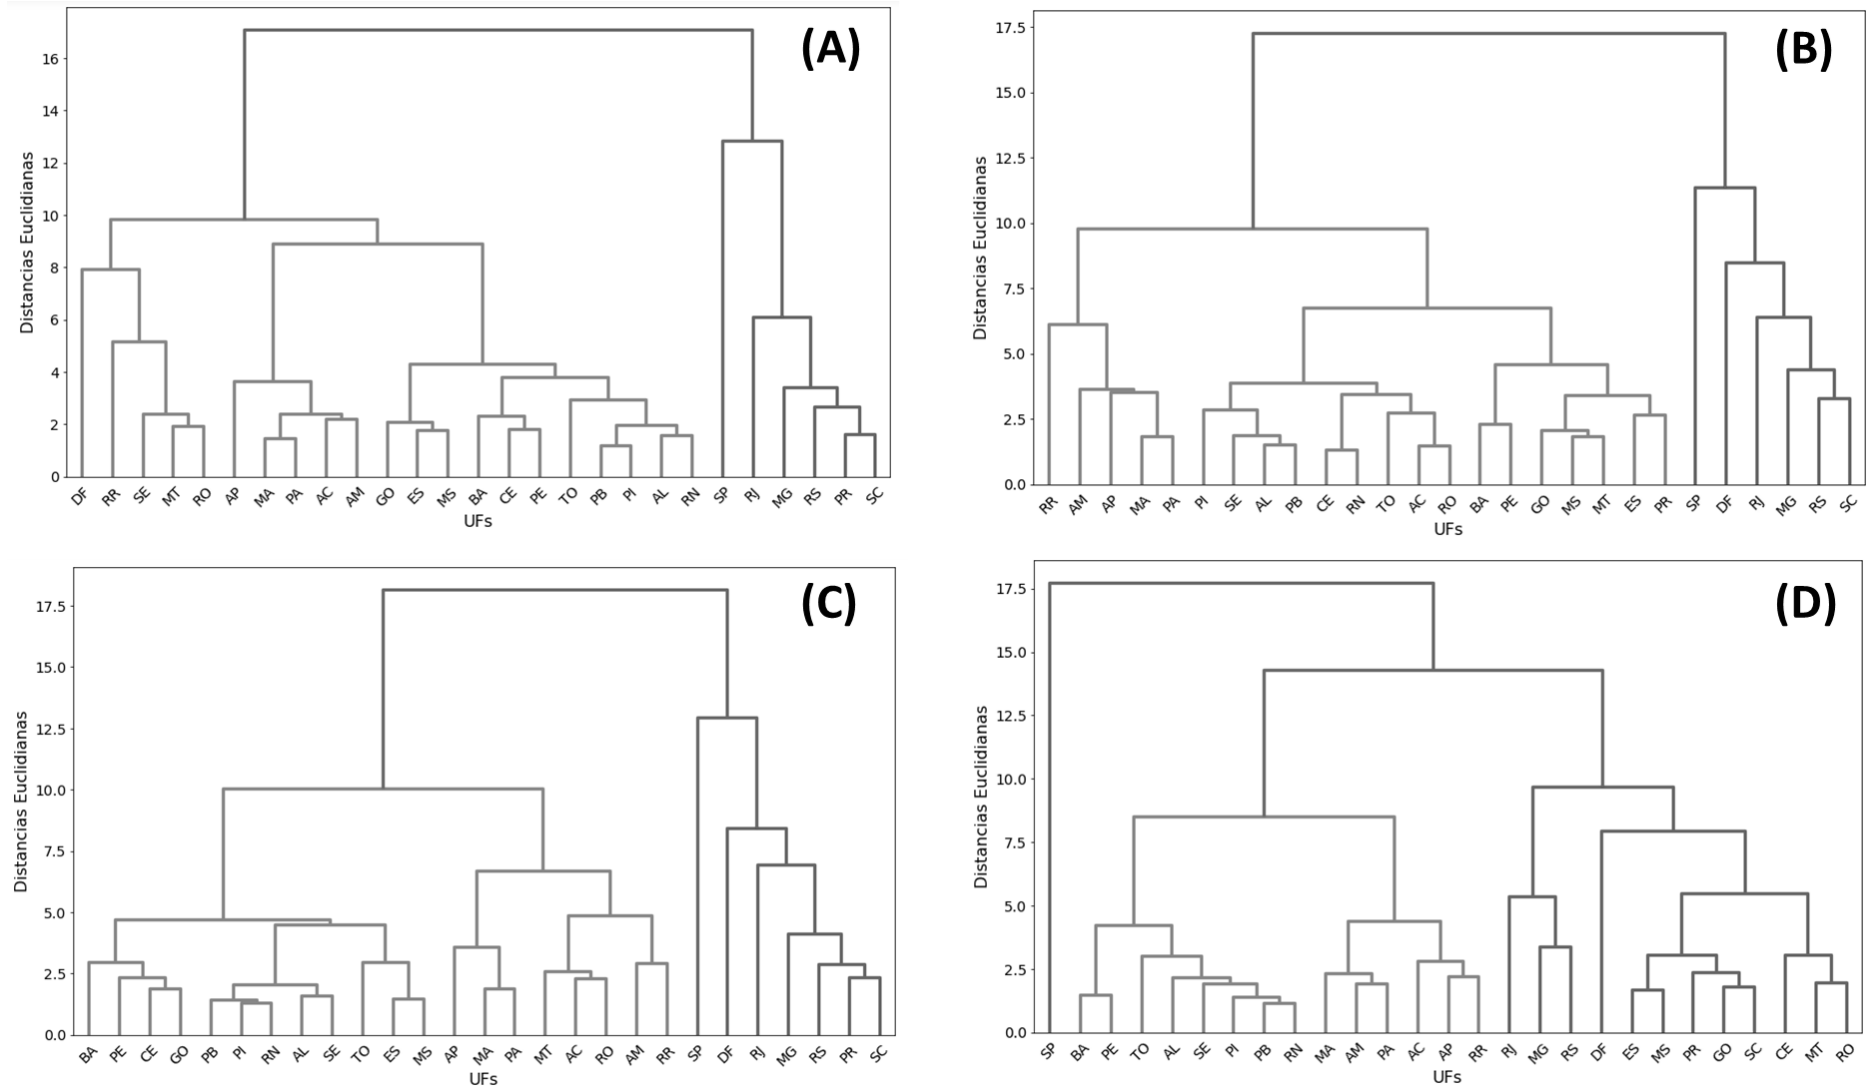 (A)
16
14
12
10
8
6
4
2
0
Distancias Euclidianas
DF RR SE MT RO AP MA PA AC AM GO ES MS BA CE PE TO PB PI AL RN SP RJ MG RS PR SC
UFs
(B)
17.5
15.0
12.5
10.0
7.5
5.0
2.5
0.0
Distancias Euclidianas
RR AM AP MA PA PI SE AL PB CE RN TO AC RO BA PE GO MS MT ES PR SP DF RJ MG RS SC
UFs
(C)
17.5
15.0
12.5
10.0
7.5
5.0
2.5
0.0
Distancias Euclidianas
BA PE CE GO PB PI RN AL SE TO ES MS AP MA PA MT AC RO AM RR SP DF RJ MG RS PR SC
UFs
(D)
17.5
15.0
12.5
10.0
7.5
5.0
2.5
0.0
Distancias Euclidianas
SP BA PE TO AL SE PI PB RN MA AM PA AC AP RR RJ MG RS DF ES MS PR GO SC CE MT RO
UFs